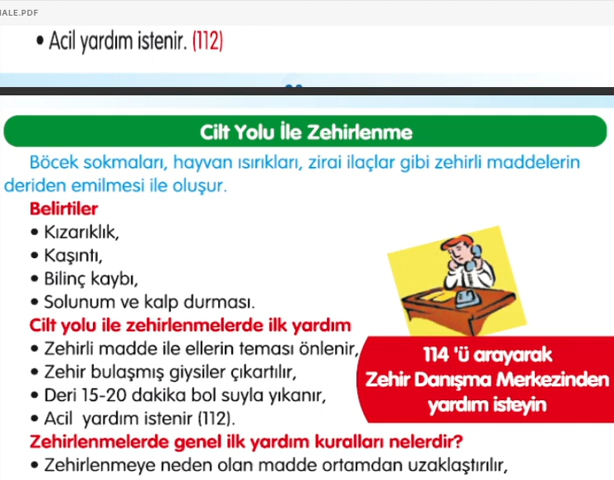 IALE.PDF
• Acil yardım istenir. (112)
Cilt Yolu İle Zehirlenme
Böcek sokmaları, hayvan ısırıkları, zirai ilaçlar gibi zehirli maddelerin
deriden emilmesi ile oluşur.
Belirtiler
• Kızarıklık,
• Kaşıntı,
• Bilinç kaybı,
• Solunum ve kalp durması.
Cilt yolu ile zehirlenmelerde ilk yardım
• Zehirli madde ile ellerin teması önlenir,
• Zehir bulaşmış giysiler çıkartılır,
• Deri 15-20 dakika bol suyla yıkanır,
• Acil yardım istenir (112).
114 'ü arayarak
Zehir Danışma Merkezinden
yardım isteyin
Zehirlenmelerde genel ilk yardım kuralları nelerdir?
• Zehirlenmeye neden olan madde ortamdan uzaklaştırılır,